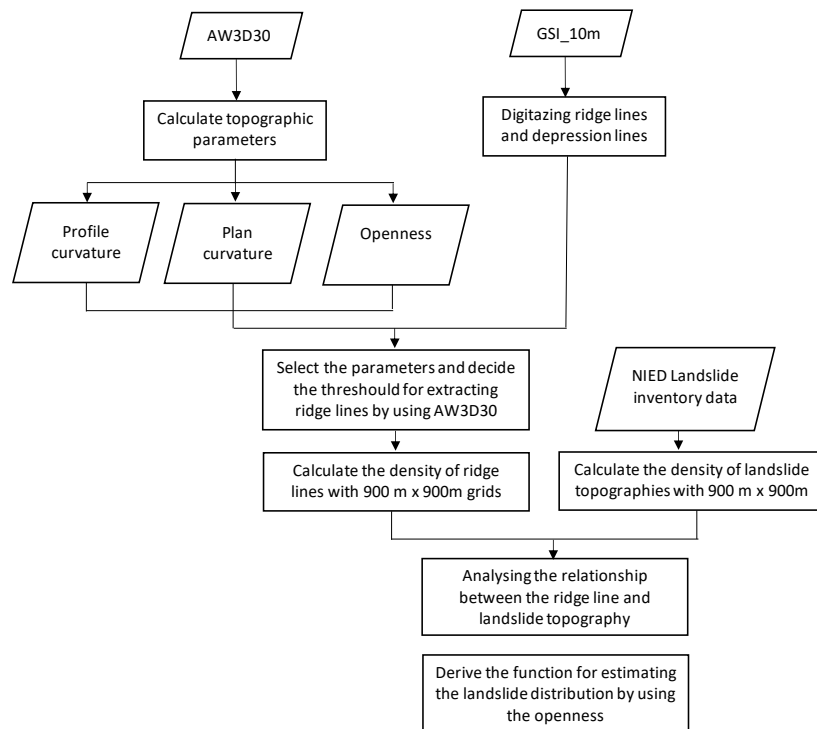 AW3D30
GSI_10m
Calculate topographic
parameters
Digitazing ridge lines
and depression lines
Profile
curvature
Plan
curvature
Openness
Select the parameters and decide
the threshould for extracting
ridge lines by using AW3D30
NIED Landslide
inventory data
Calculate the density of ridge
lines with 900 m x 900m grids
Calculate the density of landslide
topographies with 900 m x 900m
Analysing the relationship
between the ridge line and
landslide topography
Derive the function for estimating
the landslide distribution by using
the openness